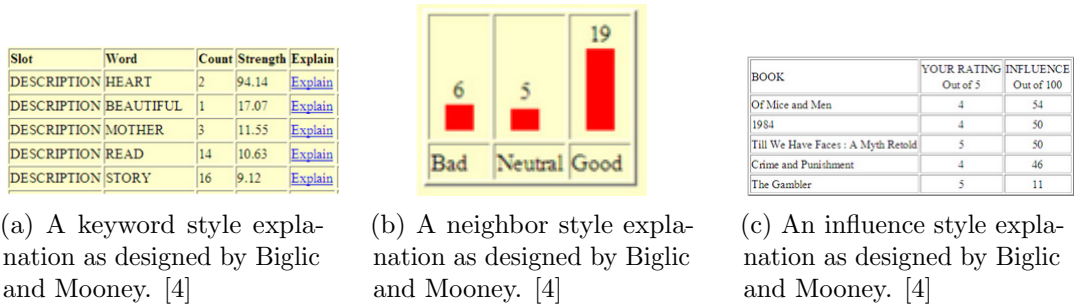 Slot Word Count Strength Explain
DESCRIPTION HEART 2 94.14 Explain
DESCRIPTION BEAUTIFUL 1 17.07 Explain
DESCRIPTION MOTHER 3 11.55 Explain
DESCRIPTION READ 14 10.63 Explain
DESCRIPTION STORY 16 9.12 Explain
(a) A keyword style expla-
nation as designed by Biglic
and Mooney. [4]
19
6
5
Bad Neutral Good
(b) A neighbor style expla-
nation as designed by Biglic
and Mooney. [4]
BOOK YOUR RATING Out of 5 INFLUENCE Out of 100
Of Mice and Men 4 54
1984 4 50
Till We Have Faces : A Myth Retold 5 50
Crime and Punishment 4 46
The Gambler 5 11
(c) An influence style expla-
nation as designed by Biglic
and Mooney. [4]